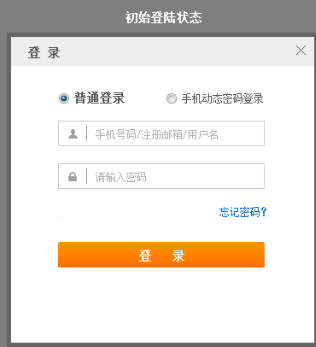 初始登陆状态
登 录
普通登录 手机动态密码登录
手机号码/注册邮箱/用户名
请输入密码
忘记密码?
登 录